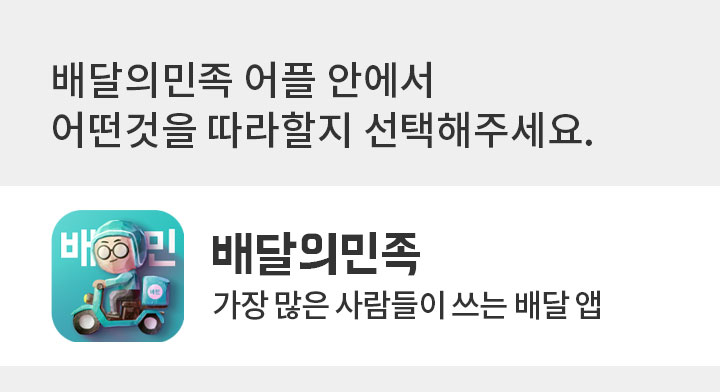 배달의민족 어플 안에서
어떤것을 따라할지 선택해주세요.
배 민
배달의민족
가장 많은 사람들이 쓰는 배달 앱